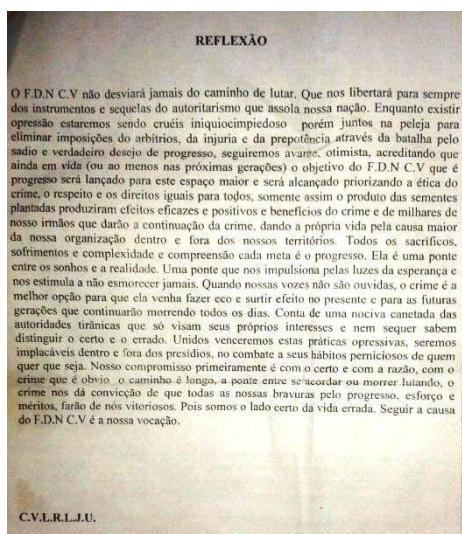 REFLEXÃO
O F.D.N C.V não desviará jamais do caminho de lutar. Que nos libertará para sempre
dos instrumentos e sequelas do autoritarismo que assola nossa nação. Enquanto existir
opressão estaremos sendo cruéis iniquocimpiedoso porém juntos na peleja para
eliminar imposições do arbítrios, da injuria e da prepotência através da batalha pelo
sadio e verdadeiro desejo de progresso, seguiremos avante, otimista, acreditando que
ainda em vida (ou ao menos nas próximas gerações) o objetivo do F.D.N C.V que é
progresso será lançado para este espaço maior e será alcançado priorizando a ética do
crime, o respeito e os direitos iguais para todos, somente assim o produto das sementes
plantadas produziram efeitos eficazes e positivos e benefícios do crime e de milhares de
nosso irmãos que darão a continuação da crime, dando a própria vida pela causa maior
da nossa organização dentro e fora dos nossos territórios. Todos os sacrifícos,
sofrimentos e complexidade e compreensão cada meta é o progresso. Ela é uma ponte
entre os sonhos e a realidade. Uma ponte que nos impulsiona pelas luzes da esperança e
nos estimula a não esmorecer jamais. Quando nossas vozes não são ouvidas, o crime é a
melhor opção para que ela venha fazer eco e surtir efeito no presente e para as futuras
gerações que continuarão morrendo todos os dias. Conta de uma nociva canetada das
autoridades tirânicas que só visam seus próprios interesses e nem sequer sabem
distinguir o certo e o errado. Unidos venceremos estas práticas opressivas, seremos
implacáveis dentro e fora dos presídios, no combate a seus hábitos perniciosos de quem
quer que seja. Nosso compromisso primeiramente é com o certo e com a razão, com o
crime que é obvio o caminho é longo, a ponte entre se acordar ou morrer lutando, o
crime nos dá convicção de que todas as nossas bravuras pelo progresso, esforço e
méritos, farão de nós vitoriosos. Pois somos o lado certo da vida errada. Seguir a causa
do F.D.N C.V é a nossa vocação.
C.V.L.R.L.J.U.